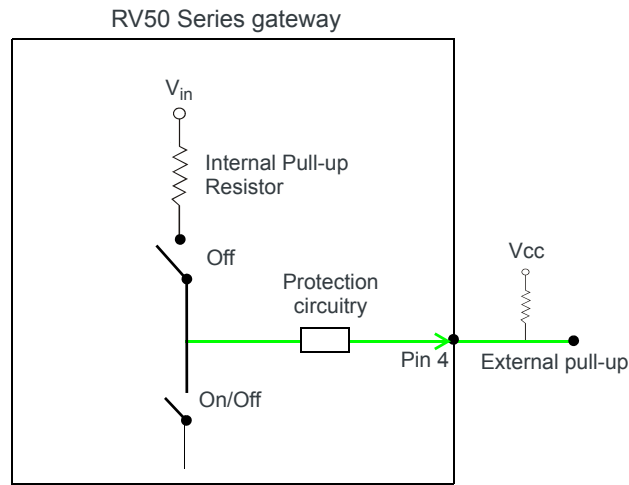 RV50 Series gateway
Vin
Internal Pull-up
Resistor
Off
Vcc
Protection
circuitry
Pin 4
External pull-up
On/Off